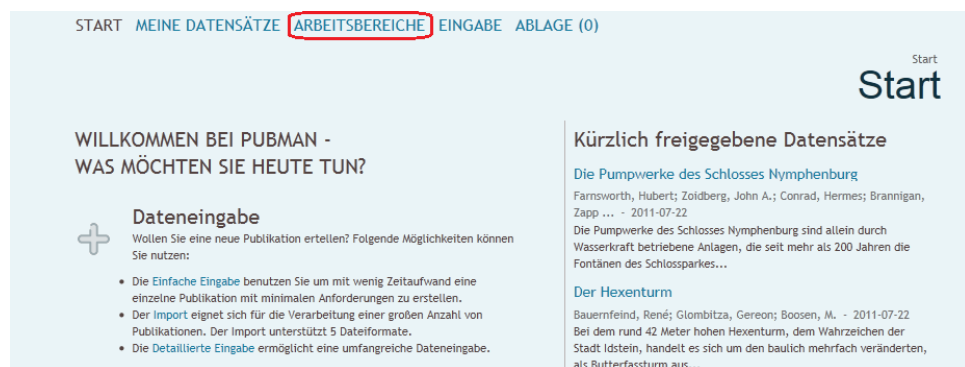 START MEINE DATENSÄTZE ARBEITSBEREICHE EINGABE ABLAGE (0)
Start
Start
WILLKOMMEN BEI PUBMAN -
WAS MÖCHTEN SIE HEUTE TUN?
Dateneingabe
Wollen Sie eine neue Publikation ertellen? Folgende Möglichkeiten können
Sie nutzen:
• Die Einfache Eingabe benutzen Sie um mit wenig Zeitaufwand eine
einzelne Publikation mit minimalen Anforderungen zu erstellen.
• Der Import eignet sich für die Verarbeitung einer großen Anzahl von
Publikationen. Der Import unterstützt 5 Dateiformate.
• Die Detaillierte Eingabe ermöglicht eine umfangreiche Dateneingabe.
Kürzlich freigegebene Datensätze
Die Pumpwerke des Schlosses Nymphenburg
Farnsworth, Hubert; Zoidberg, John A.; Conrad, Hermes; Brannigan,
Zapp ... - 2011-07-22
Die Pumpwerke des Schlosses Nymphenburg sind allein durch
Wasserkraft betriebene Anlagen, die seit mehr als 200 Jahren die
Fontänen des Schlossparkes...
Der Hexenturm
Bauernfeind, René; Glombitza, Gereon; Boosen, M. - 2011-07-22
Bei dem rund 42 Meter hohen Hexenturm, dem Wahrzeichen der
Stadt Idstein, handelt es sich um den baulich mehrfach veränderten,
als Butterfassturm aus...